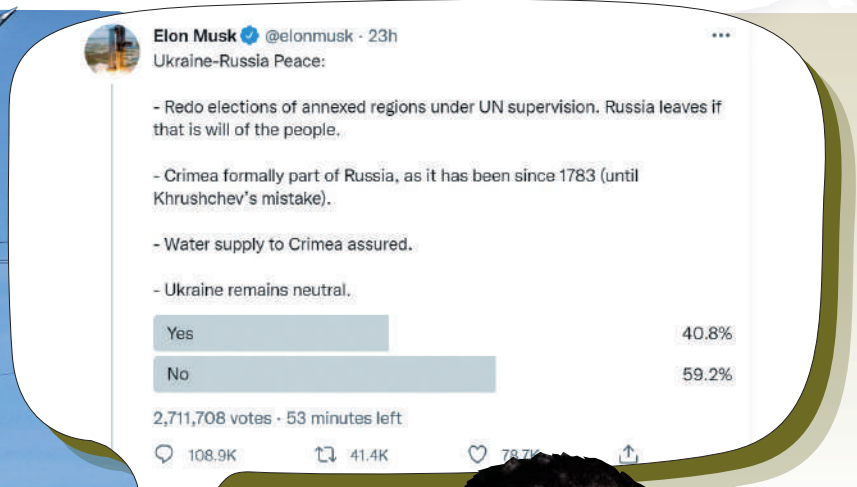 Elon Musk @elonmusk · 23h
Ukraine-Russia Peace:
- Redo elections of annexed regions under UN supervision. Russia leaves if
that is will of the people.
- Crimea formally part of Russia, as it has been since 1783 (until
Khrushchev's mistake).
- Water supply to Crimea assured.
- Ukraine remains neutral.
Yes 40.8%
No 59.2%
2,711,708 votes · 53 minutes left
108.9K 41.4K 78.7K